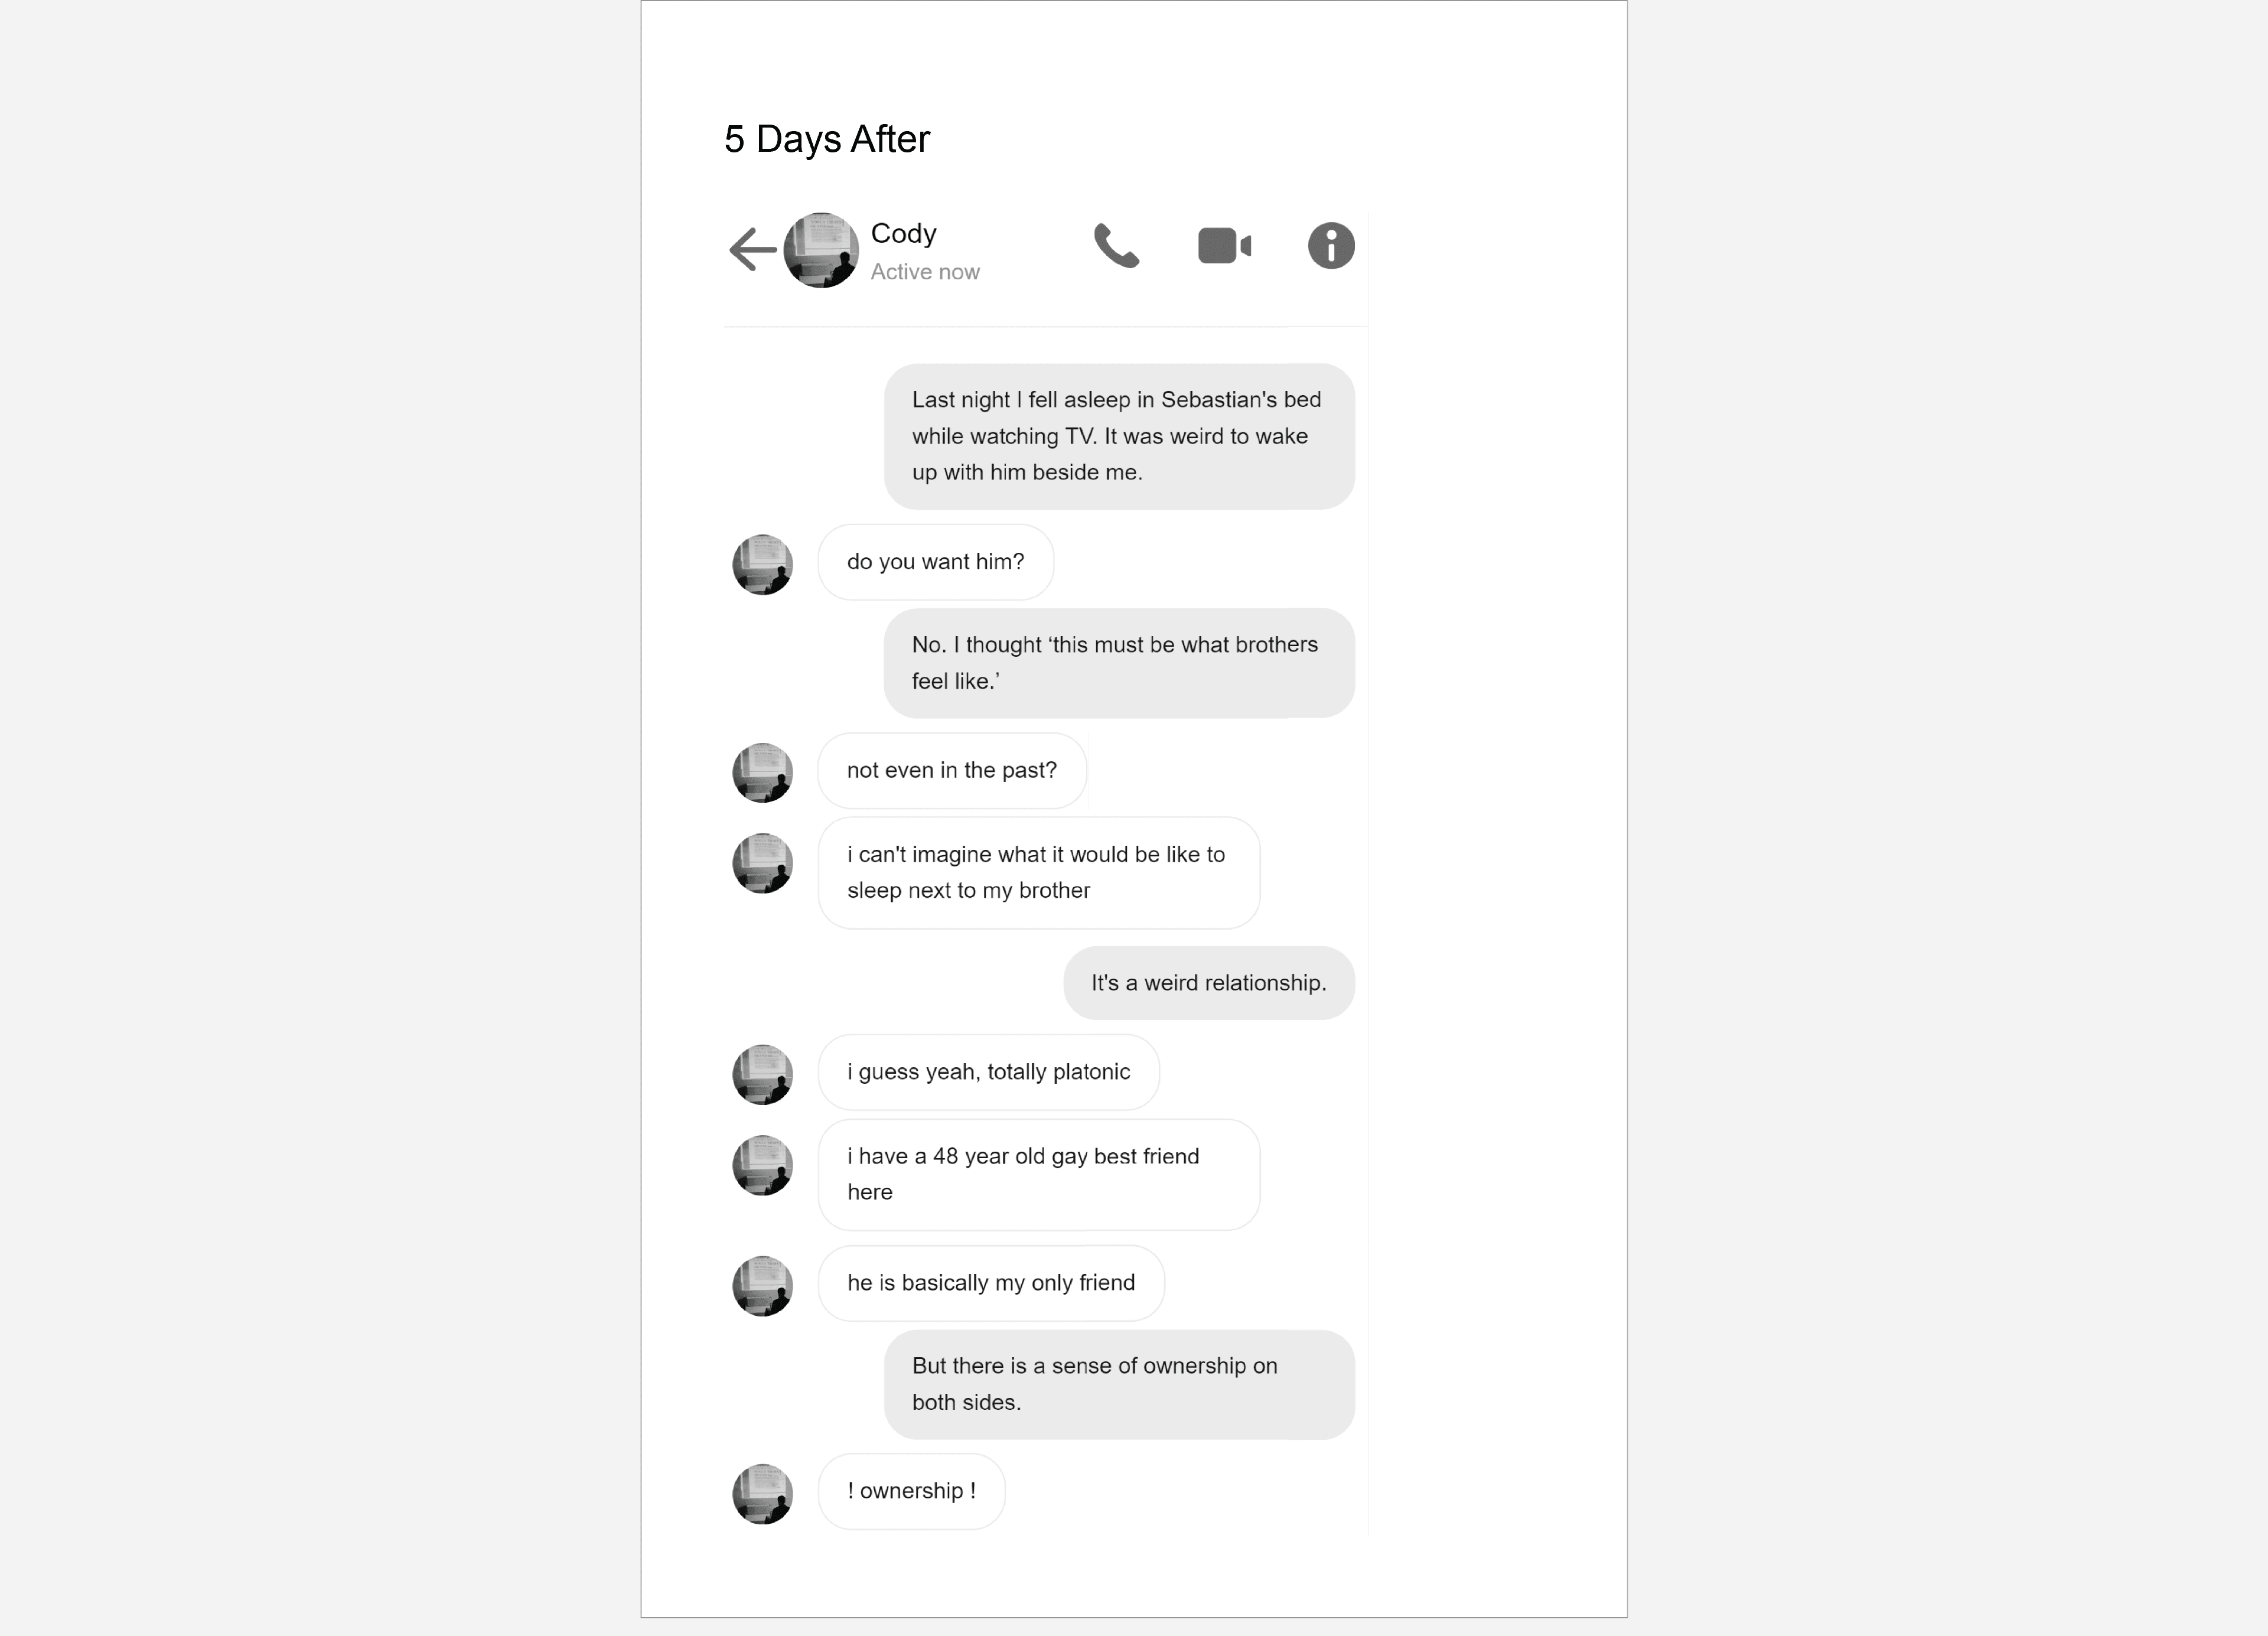 5 Days After
Cody
Active now
Last night I fell asleep in Sebastian's bed
while watching TV. It was weird to wake
up with him beside me.
do you want him?
No. I thought ‘this must be what brothers
feel like.’
not even in the past?
i can't imagine what it would be like to
sleep next to my brother
It's a weird relationship.
i guess yeah, totally platonic
i have a 48 year old gay best friend
here
he is basically my only friend
But there is a sense of ownership on
both sides.
! ownership !